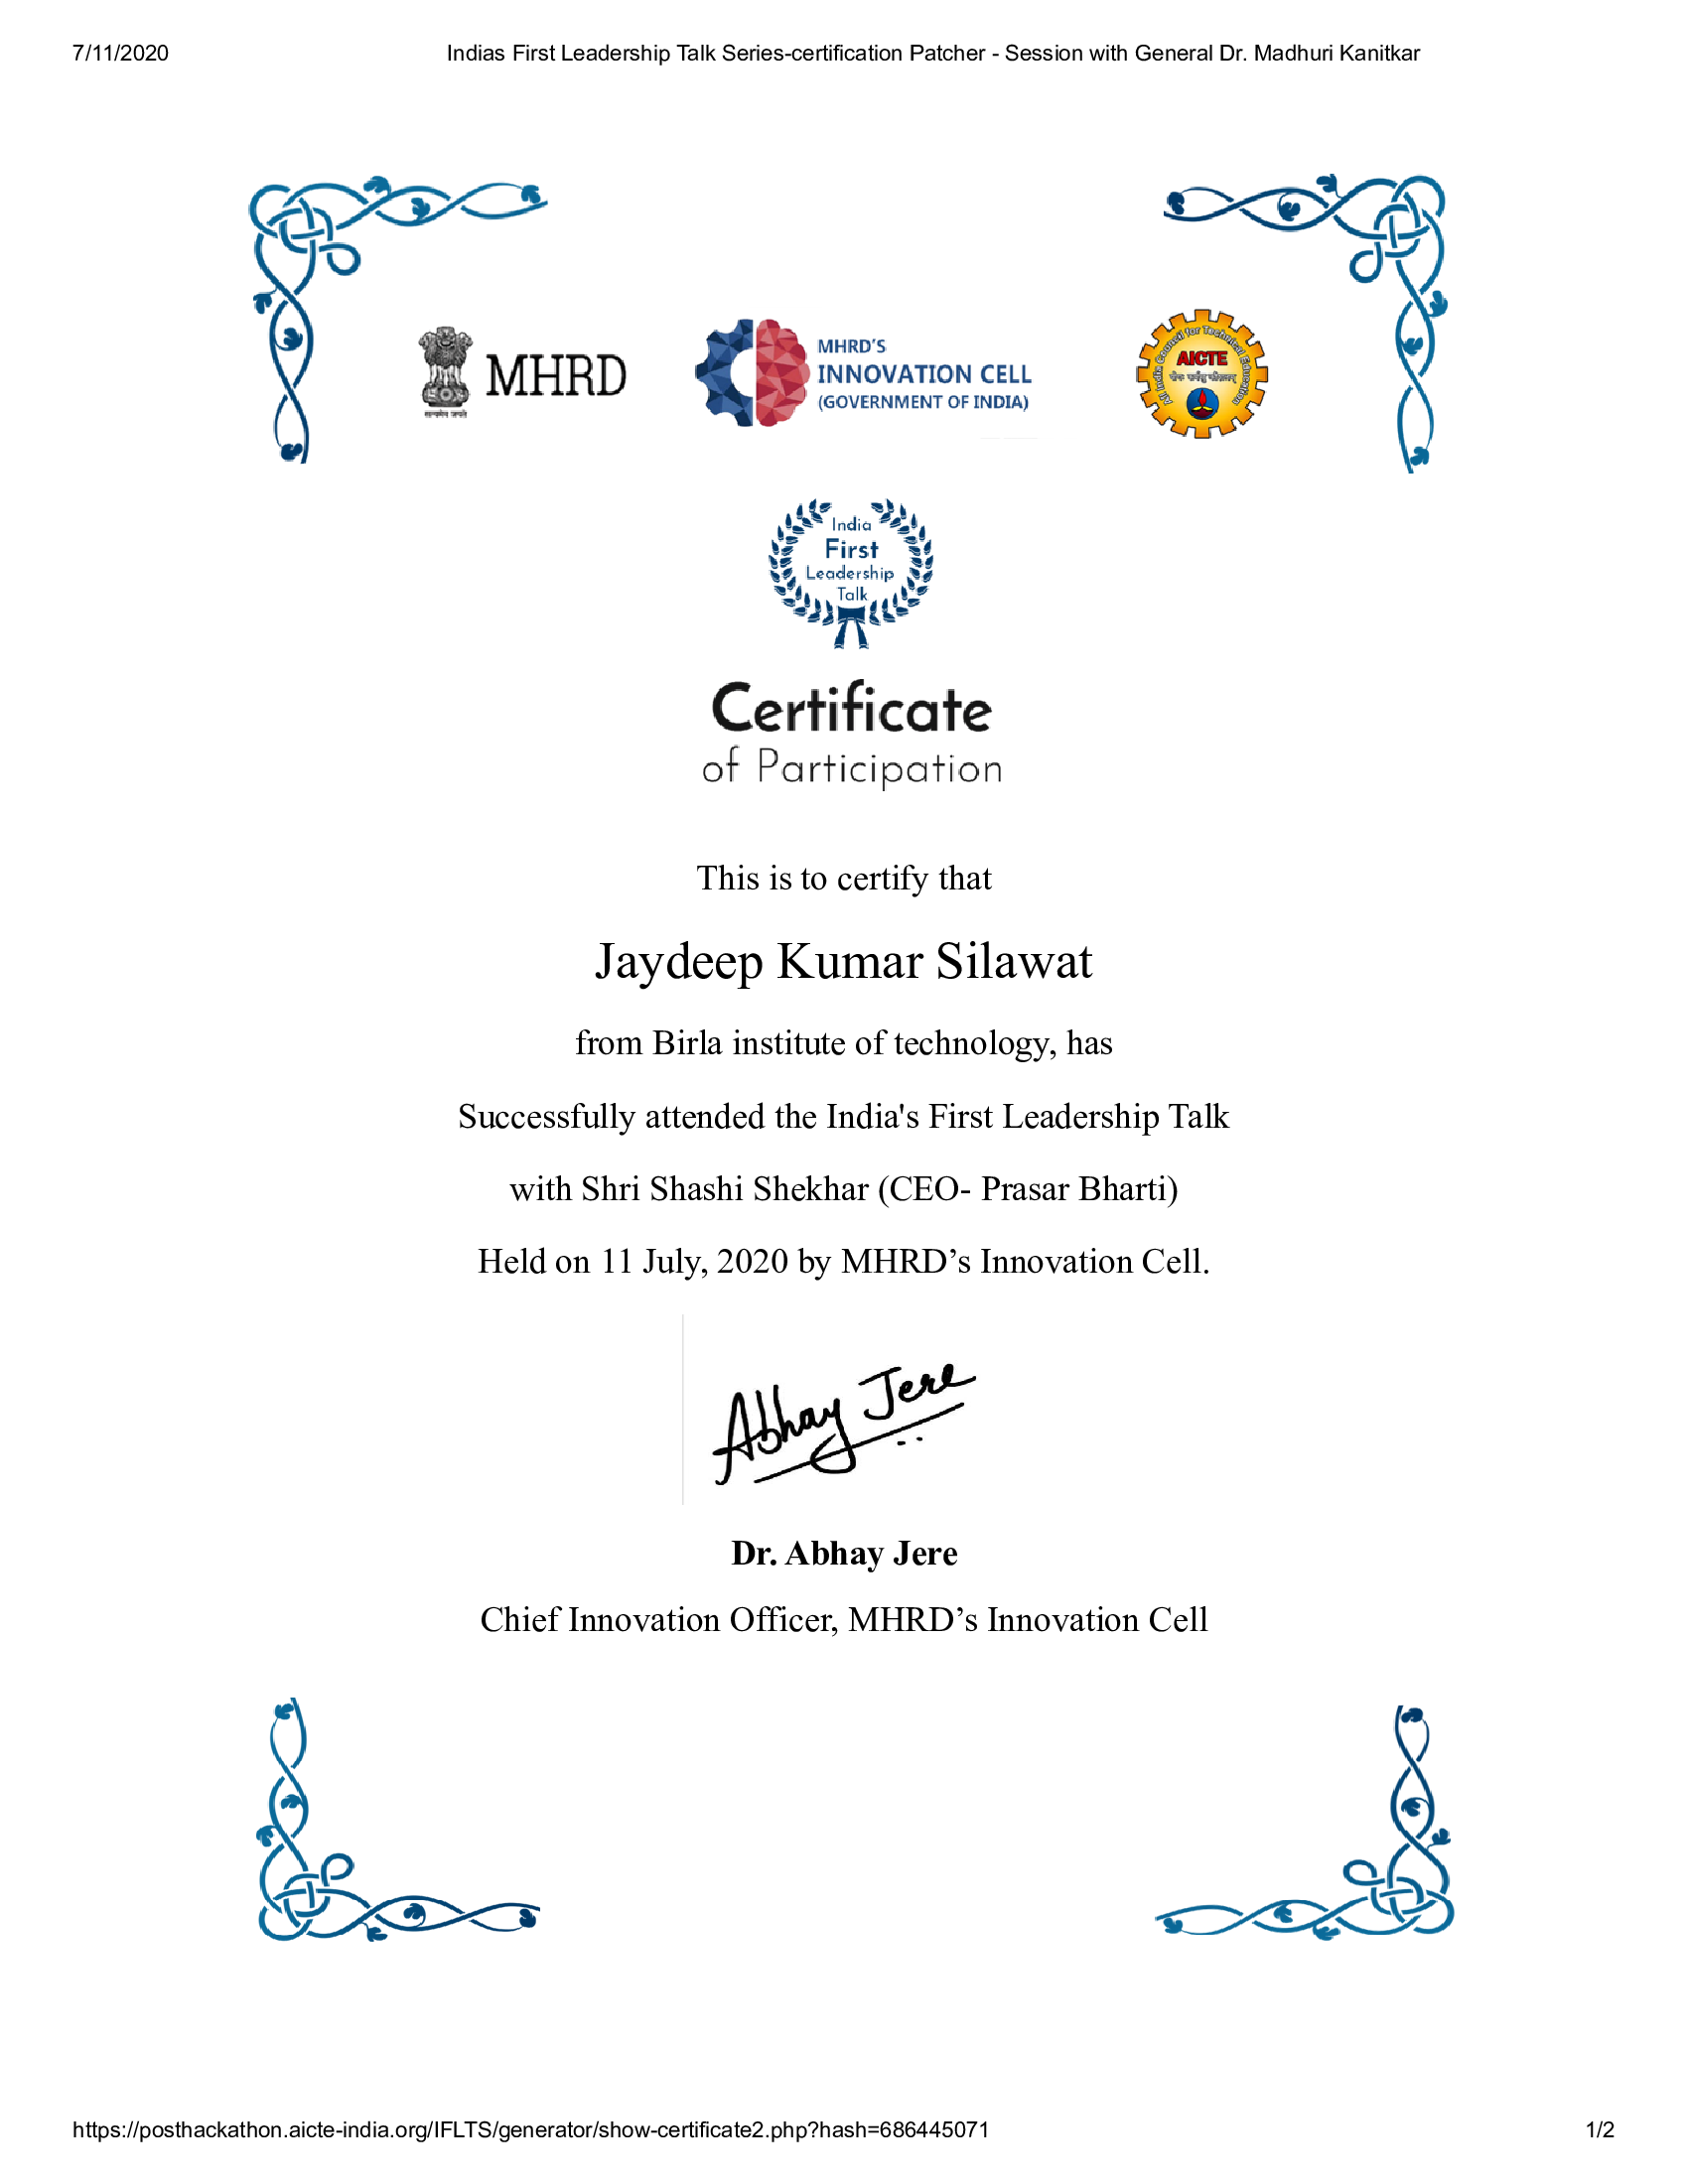 7/11/2020 Indias First Leadership Talk Series-certification Patcher - Session with General Dr. Madhuri Kanitkar
सत्यमेव जयते
MHRD
MHRD'S
INNOVATION CELL
(GOVERNMENT OF INDIA)
All India Council for Technical Education
AICTE
India
First
Leadership
Talk
Certificate
of Participation
This is to certify that
Jaydeep Kumar Silawat
from Birla institute of technology, has
Successfully attended the India's First Leadership Talk
with Shri Shashi Shekhar (CEO- Prasar Bharti)
Held on 11 July, 2020 by MHRD’s Innovation Cell.
Abhay Jere
Dr. Abhay Jere
Chief Innovation Officer, MHRD’s Innovation Cell
https://posthackathon.aicte-india.org/IFLTS/generator/show-certificate2.php?hash=686445071 1/2